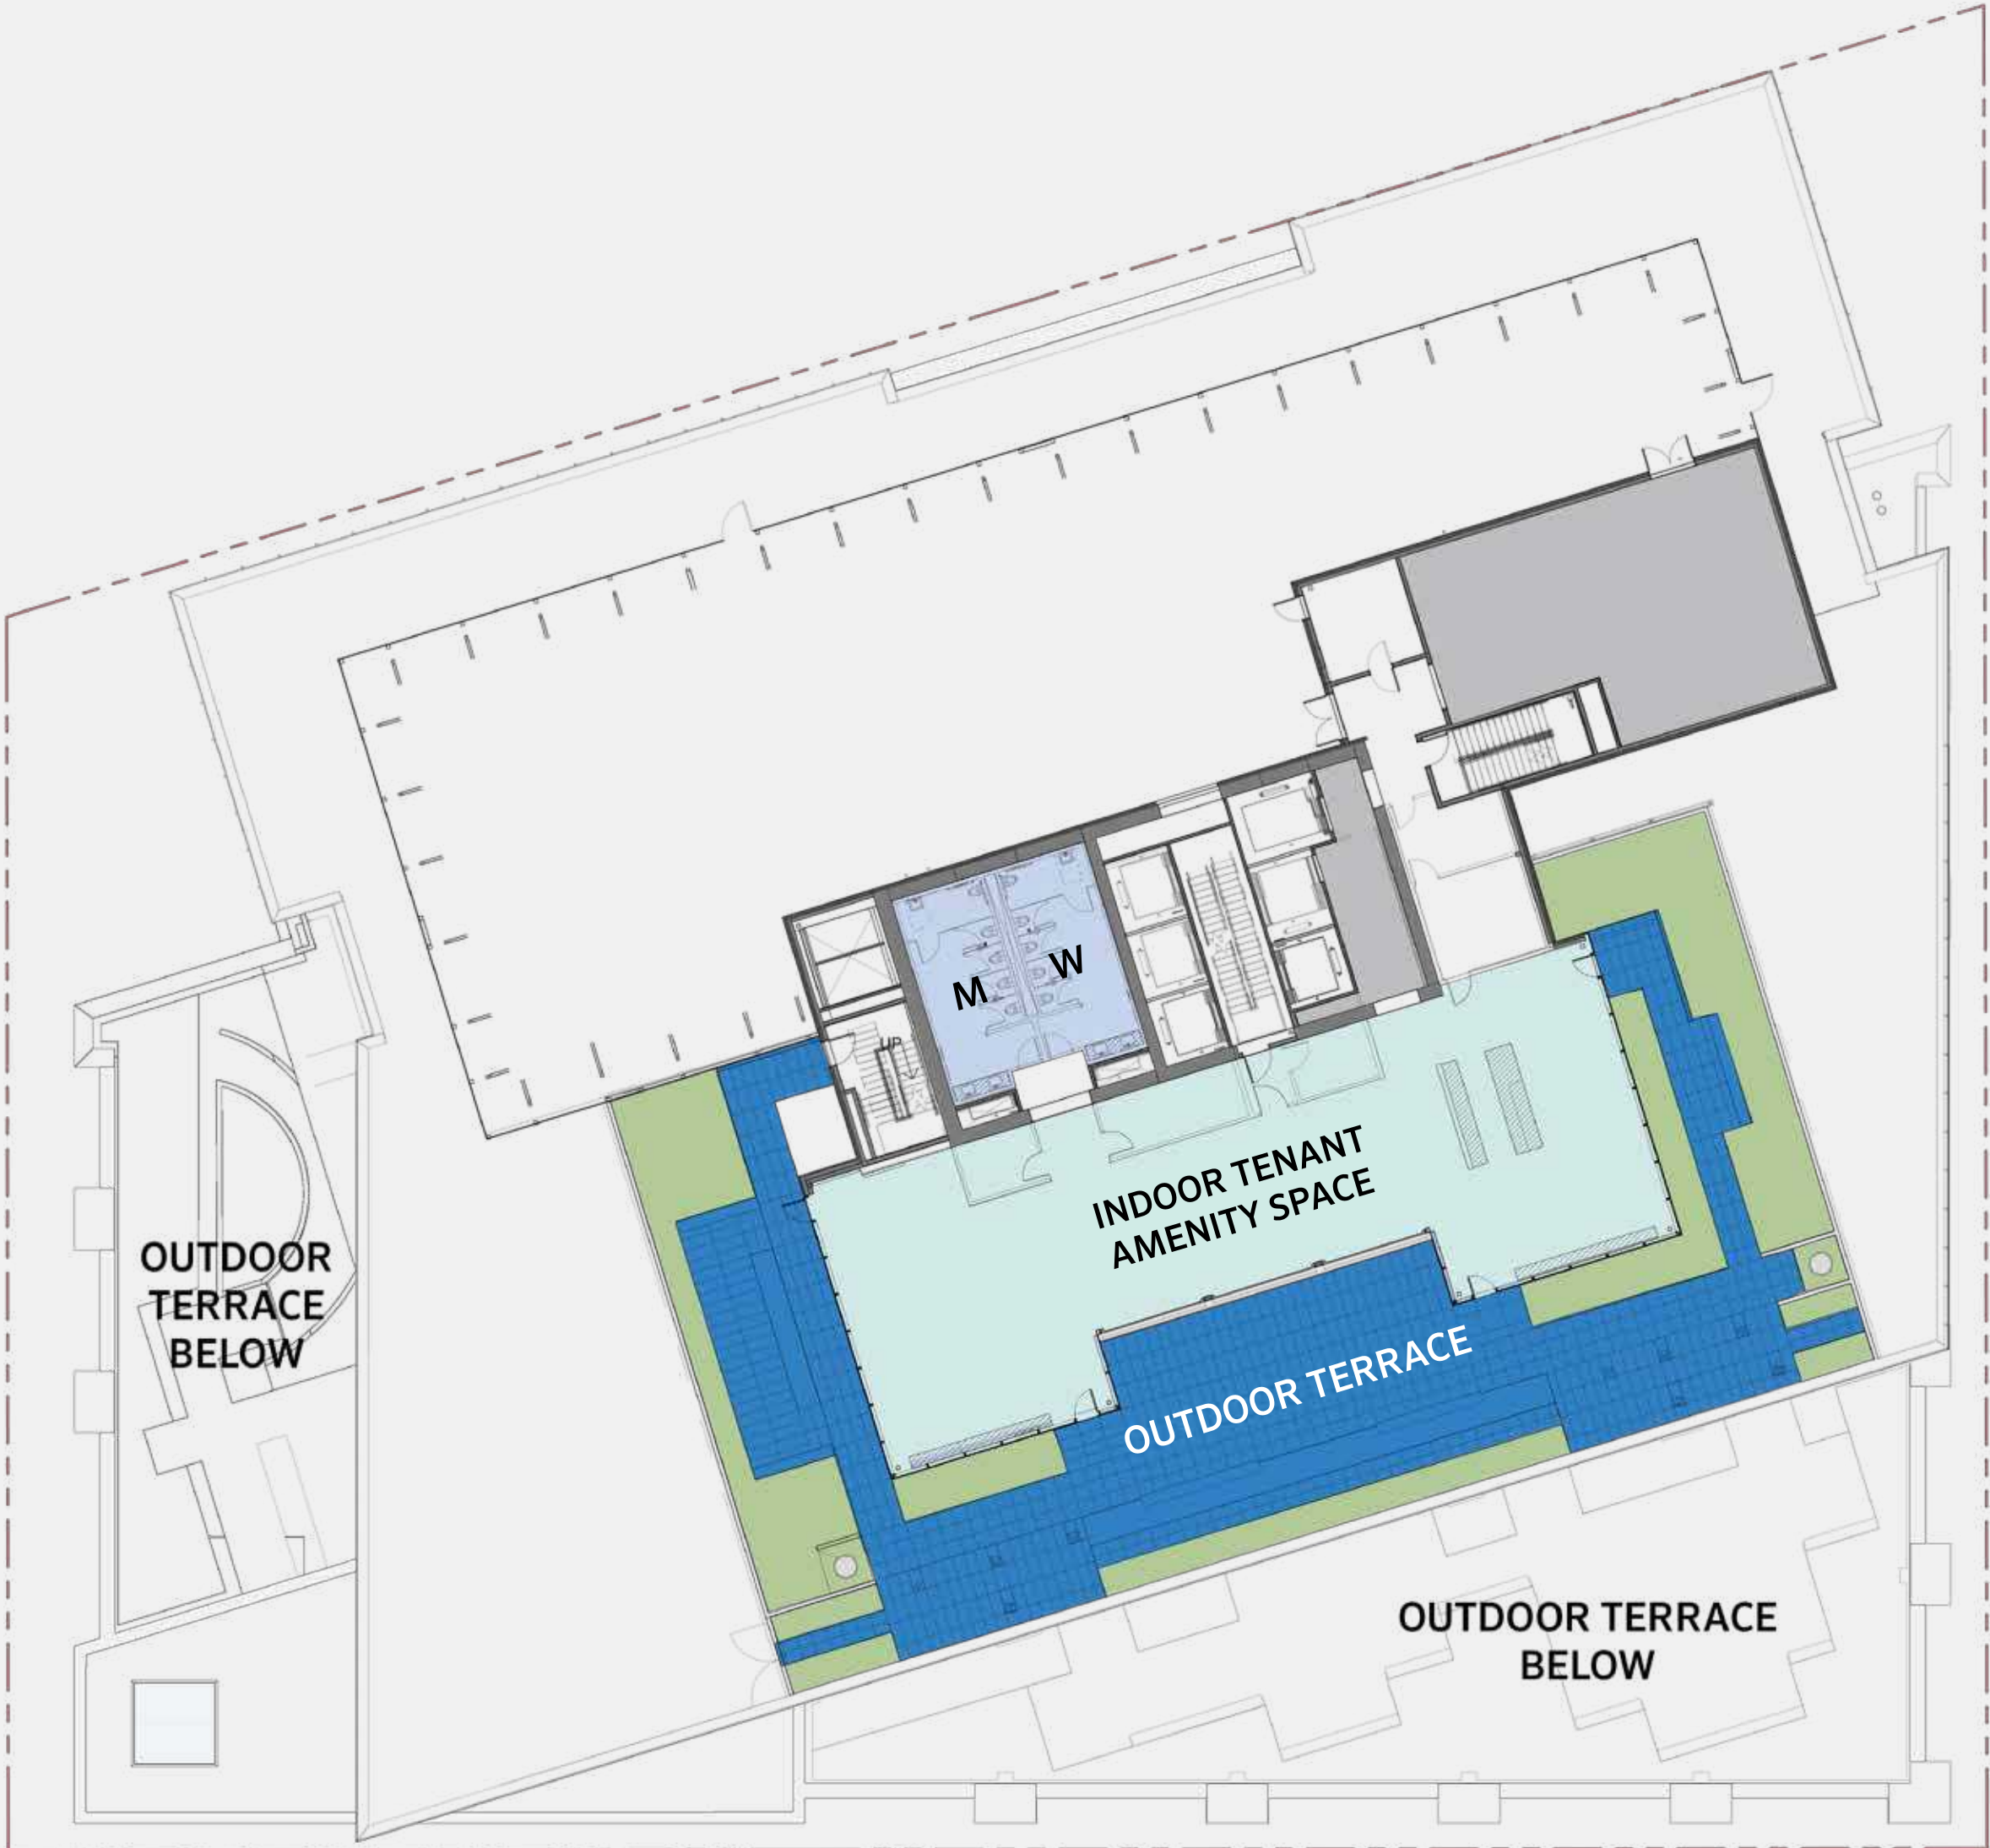 M
W
UP
INDOOR TENANT
AMENITY SPACE
OUTDOOR
TERRACE
BELOW
OUTDOOR TERRACE
OUTDOOR TERRACE
BELOW